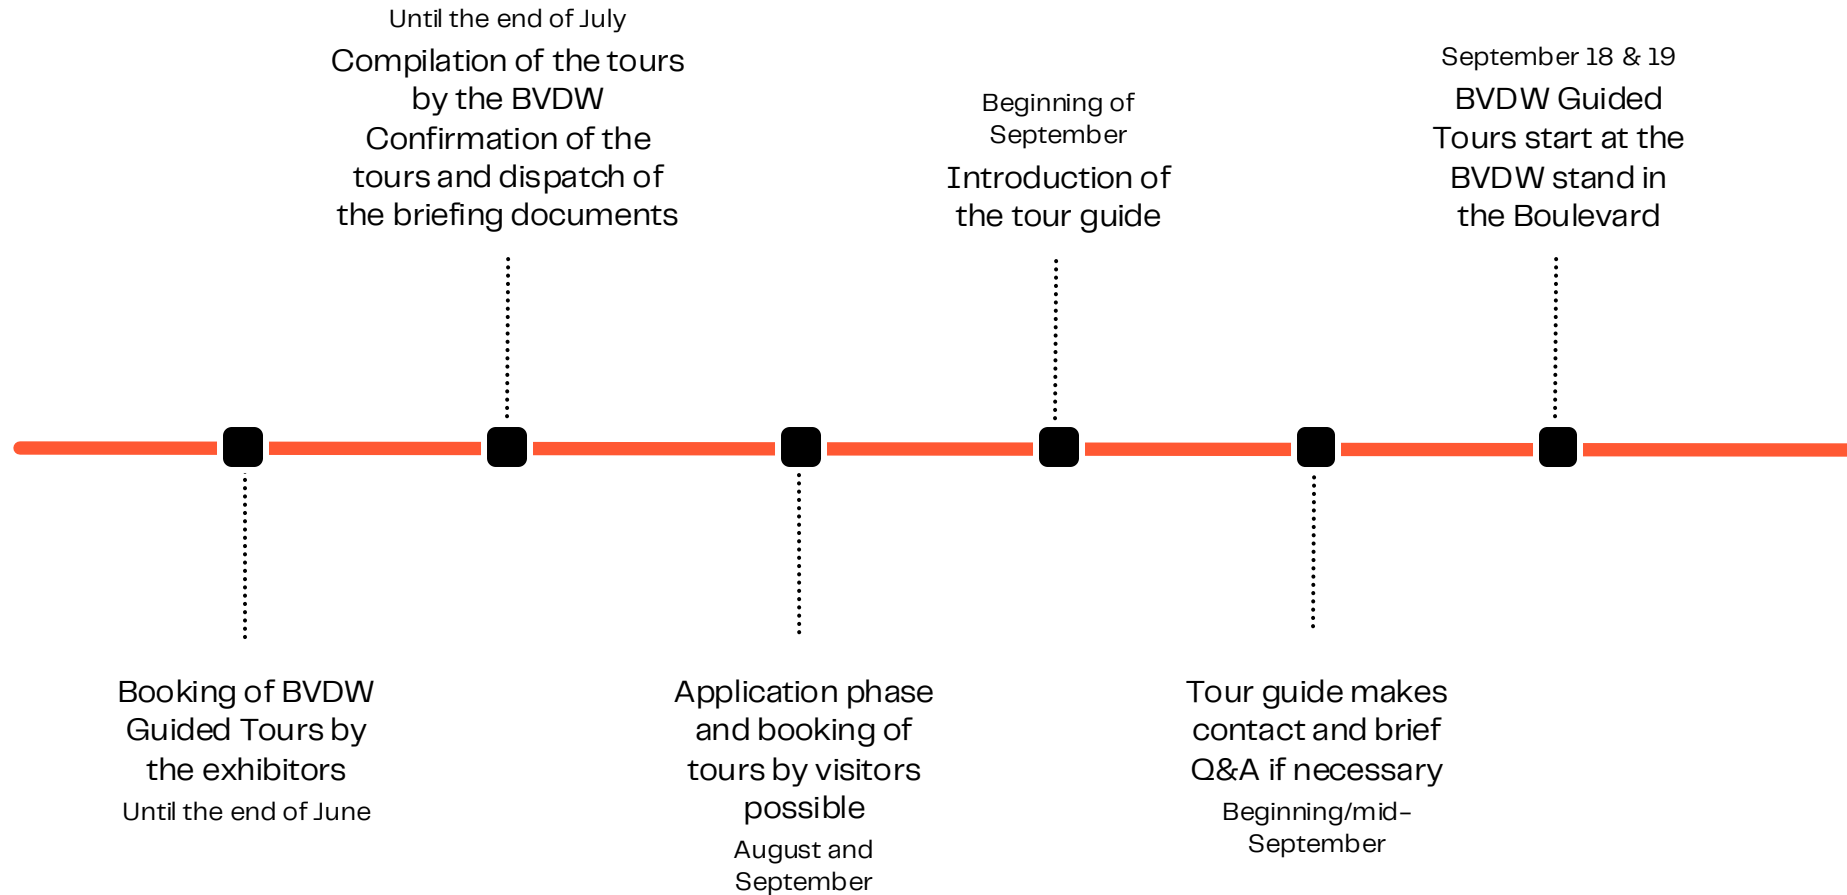 Until the end of July
Compilation of the tours
by the BVDW
Confirmation of the
tours and dispatch of
the briefing documents
Beginning of
September
Introduction of
the tour guide
September 18 & 19
BVDW Guided
Tours start at the
BVDW stand in
the Boulevard
Booking of BVDW
Guided Tours by
the exhibitors
Until the end of June
Application phase
and booking of
tours by visitors
possible
August and
September
Tour guide makes
contact and brief
Q&A if necessary
Beginning/mid-
September